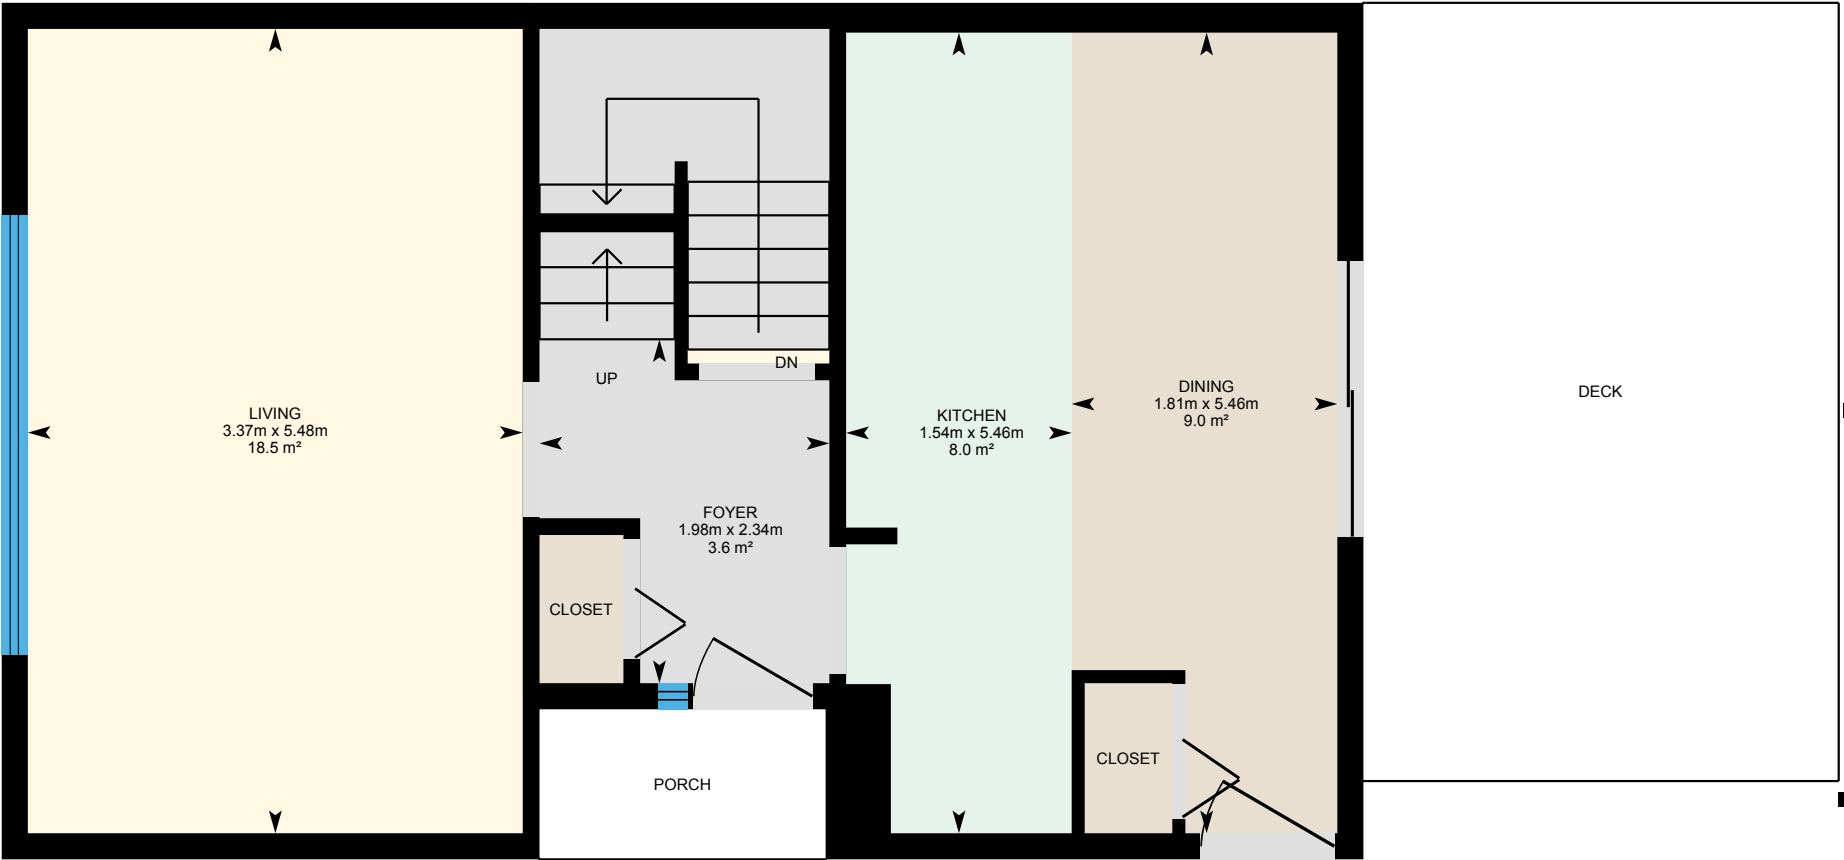 LIVING
3.37m x 5.48m
18.5 m²
UP
DN
FOYER
1.98m x 2.34m
3.6 m²
CLOSET
PORCH
KITCHEN
1.54m x 5.46m
8.0 m²
DINING
1.81m x 5.46m
9.0 m²
CLOSET
DECK